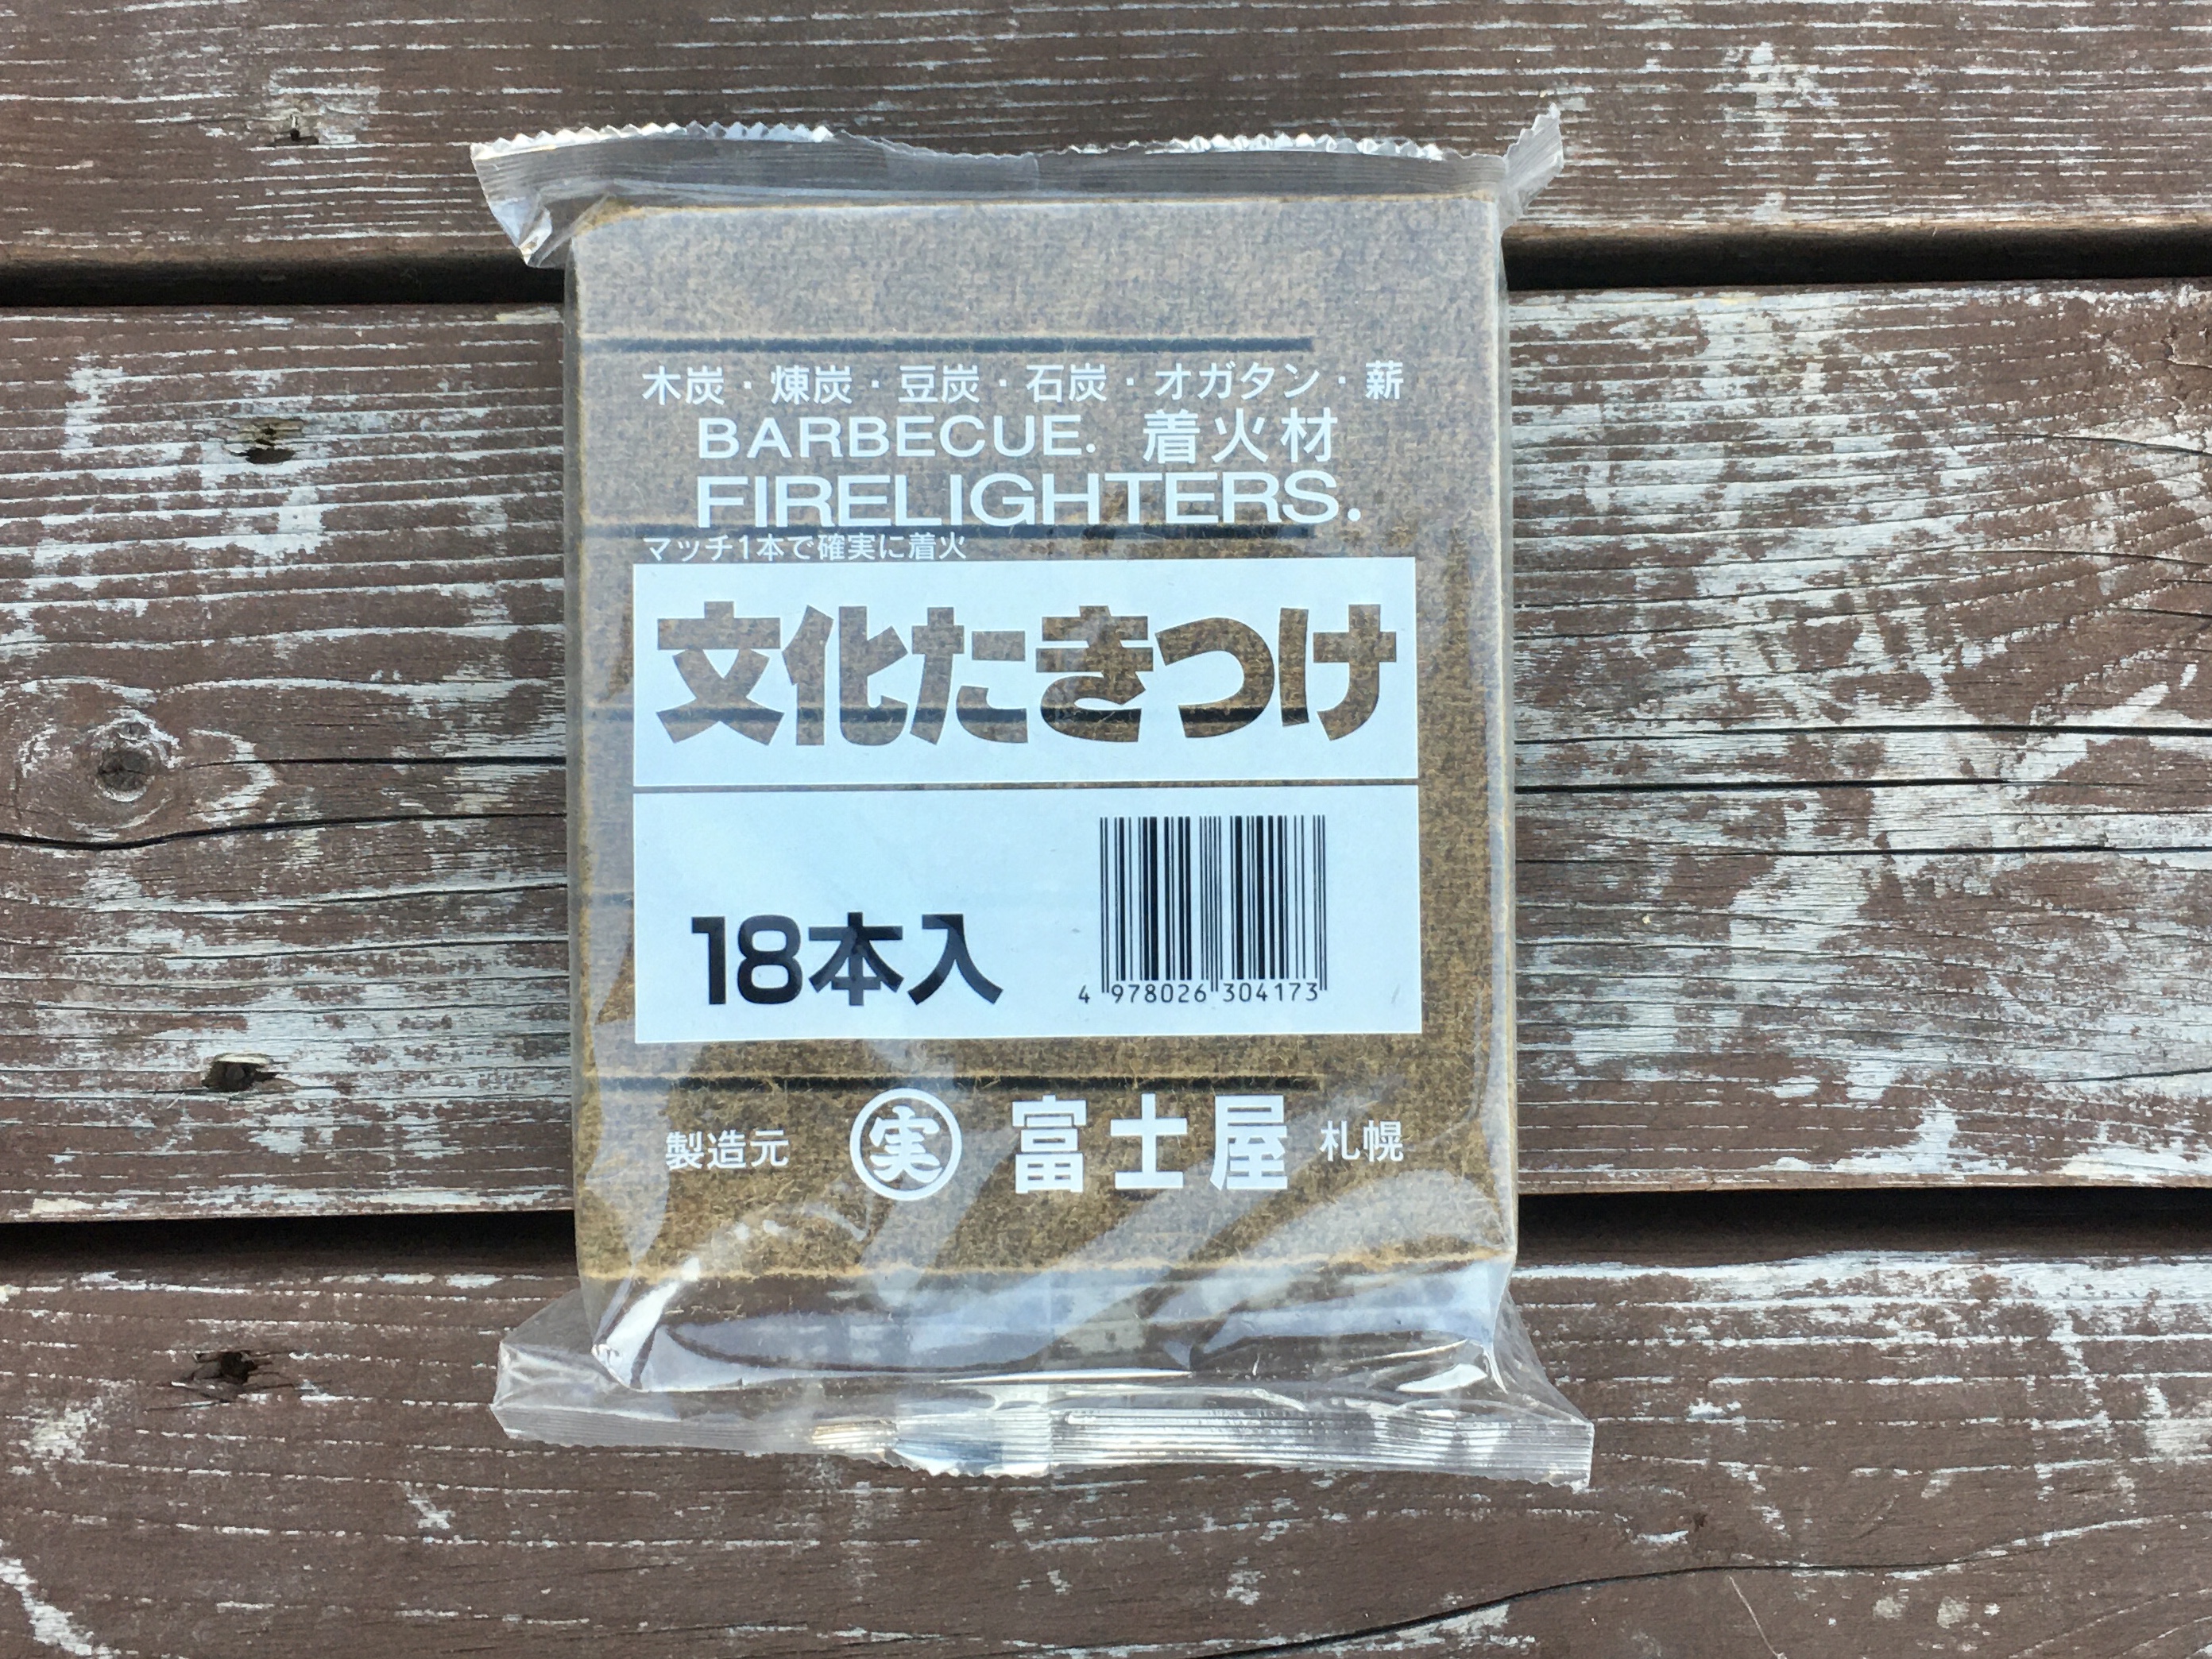 木炭・煉炭・豆炭・石炭・オガタン・薪
BARBECUE. 着火材
FIRELIGHTERS.
マッチ1本で確実に着火
文化たきつけ
18本入
4 978026 304173
製造元 実 富士屋 札幌